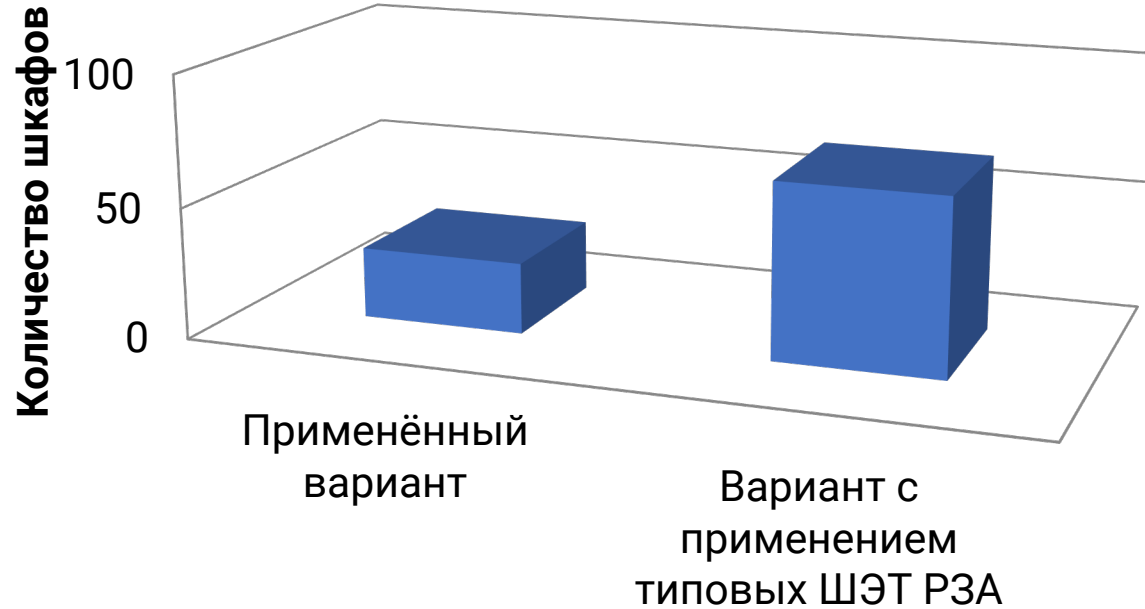 Количество шкафов
100
50
0
Применённый
вариант
Вариант с
применением
типовых ШЭТ РЗА